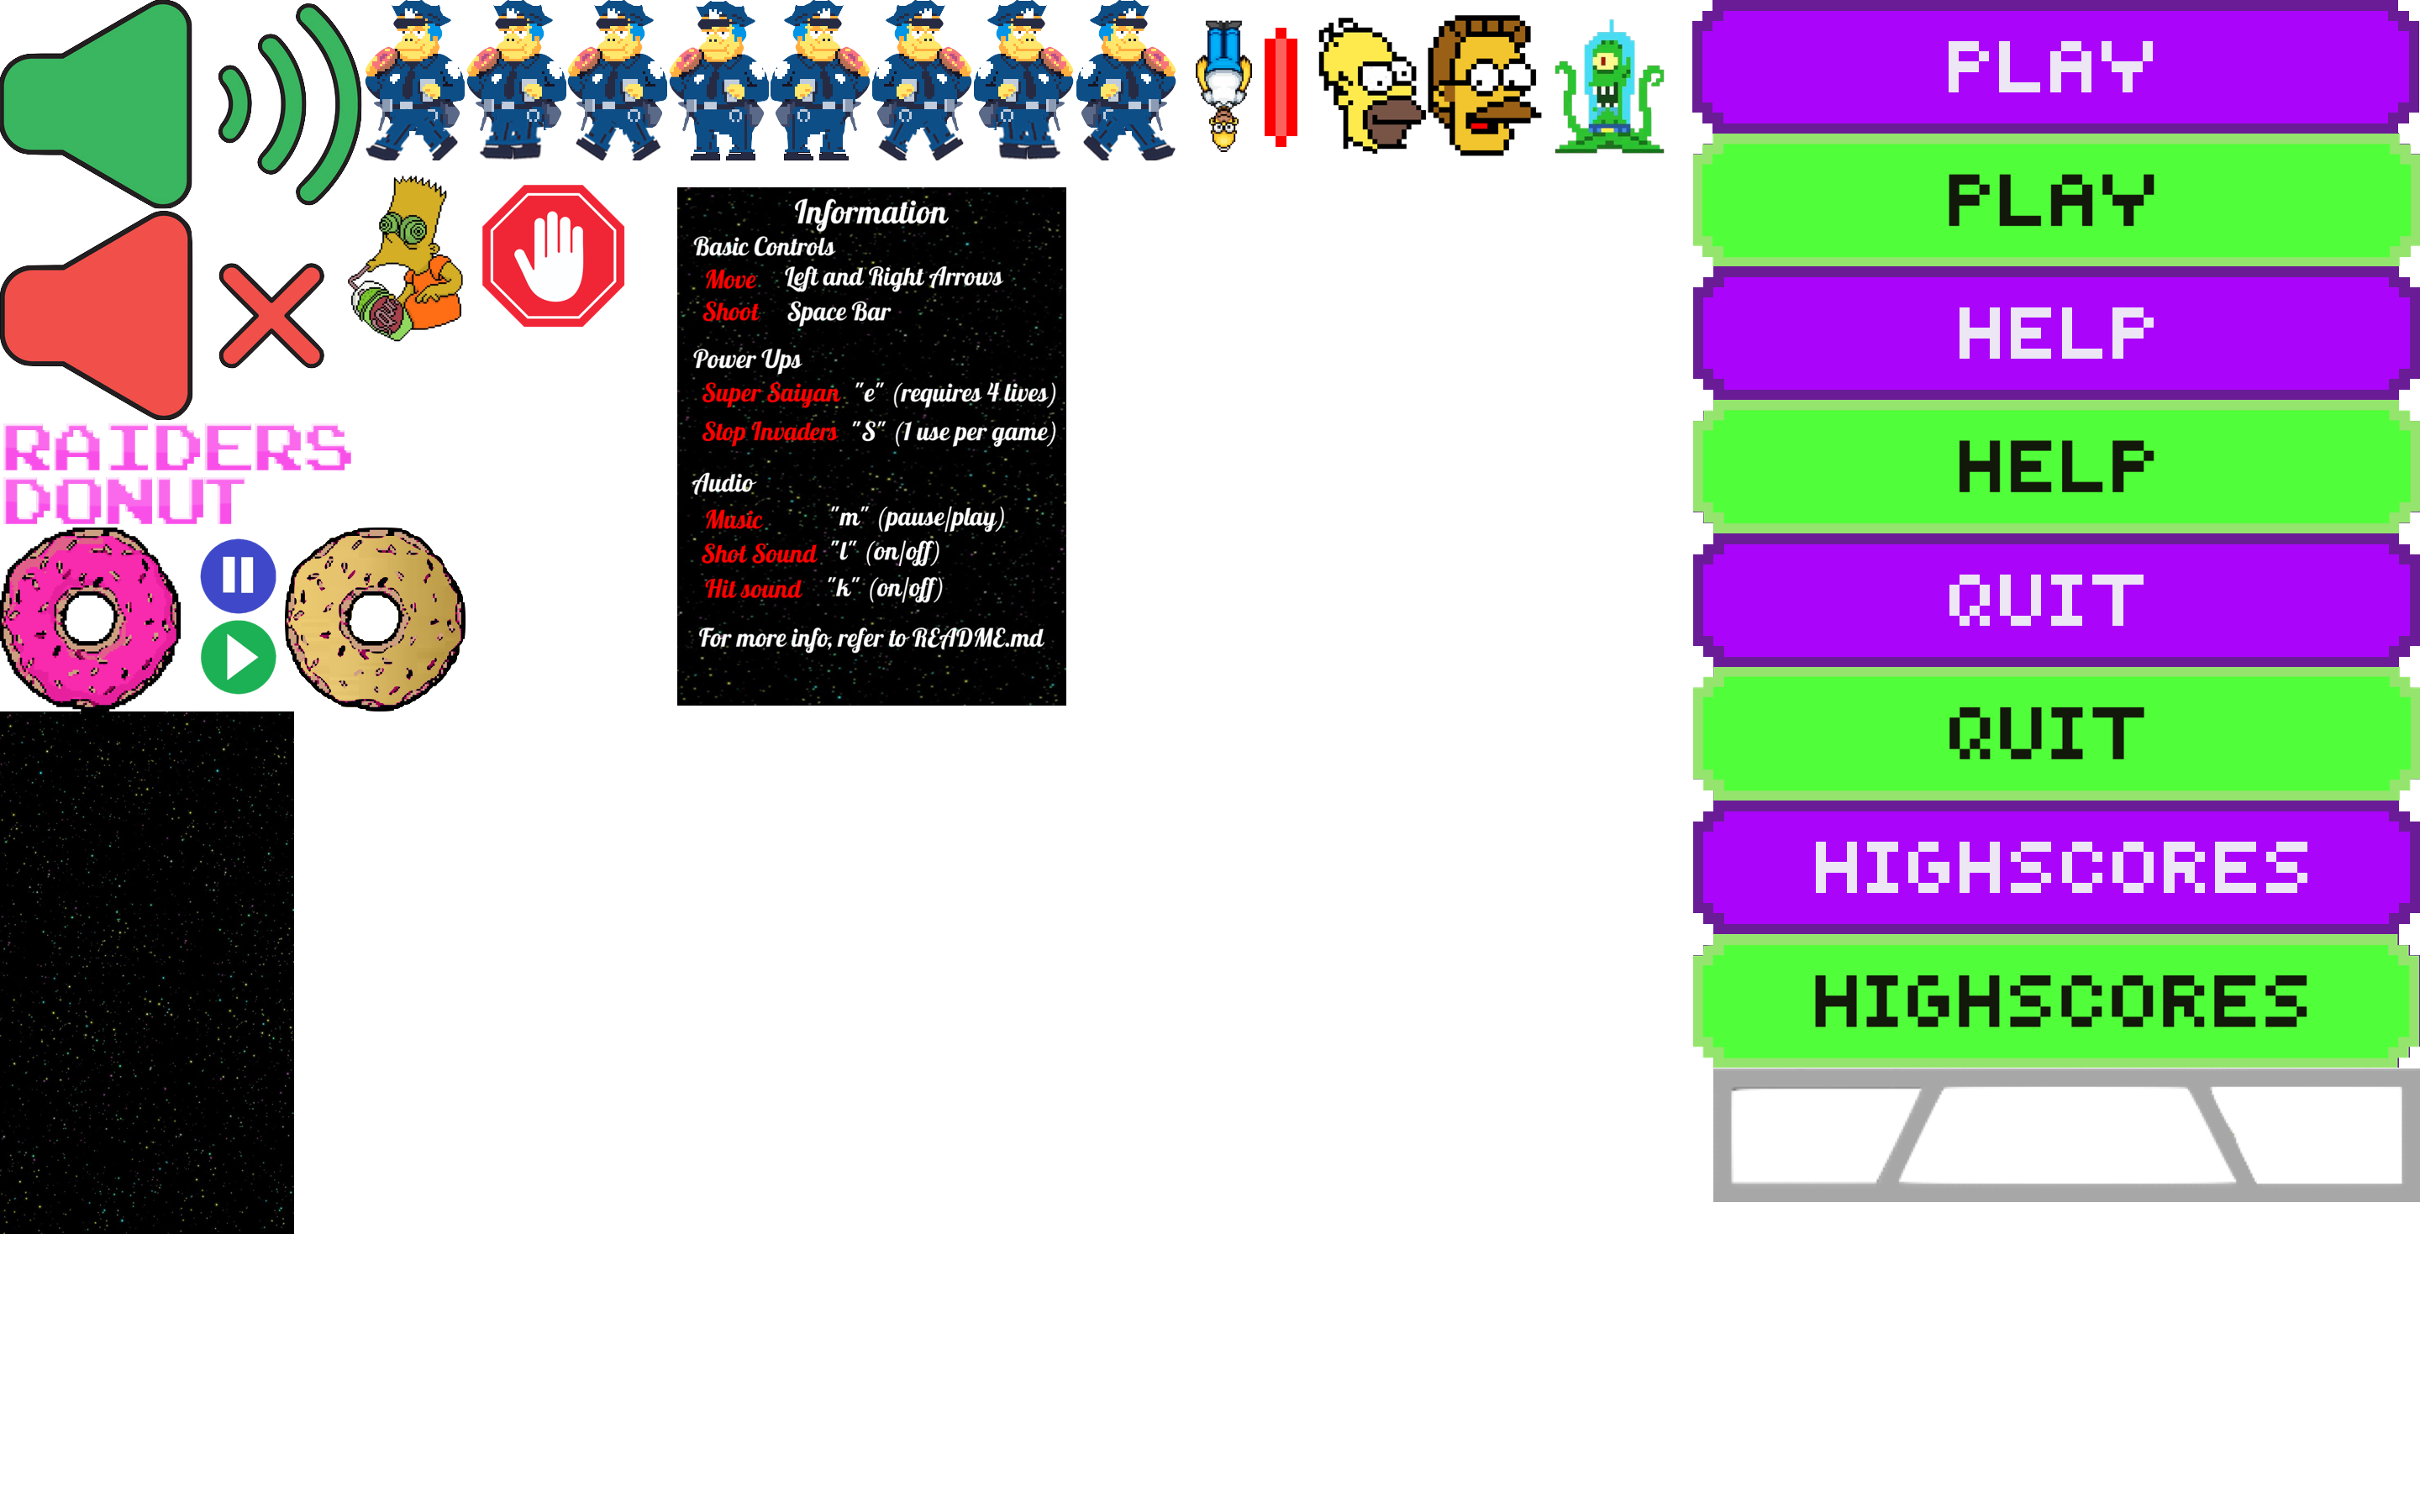 RAIDERS
DONUT
Information
Basic Controls
Move Left and Right Arrows
Shoot Space Bar
Power Ups
Super Saiyan "e" (requires 4 lives)
Stop Invaders "S" (1 use per game)
Audio
Music "m" (pause/play)
Shot Sound "l" (on/off)
Hit sound "k" (on/off)
For more info, refer to README.md
PLAY
PLAY
HELP
HELP
QUIT
QUIT
HIGHSCORES
HIGHSCORES